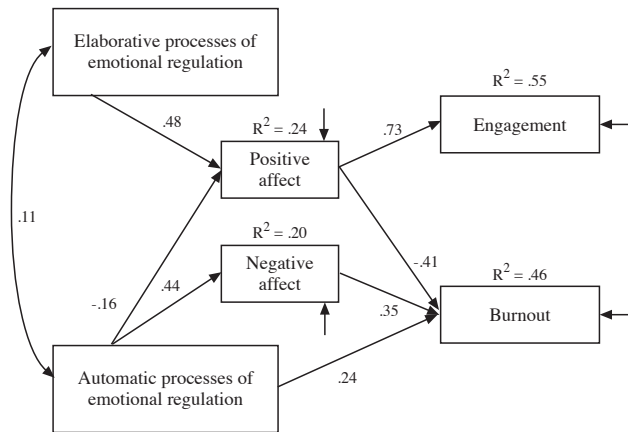 Elaborative processes of
emotional regulation
R² = .55
Engagement
.48
R² = .24
.73
Positive
affect
.11
R² = .20
Negative
affect
-.41
R² = .46
-.16
.44
.35
Burnout
Automatic processes of
emotional regulation
.24